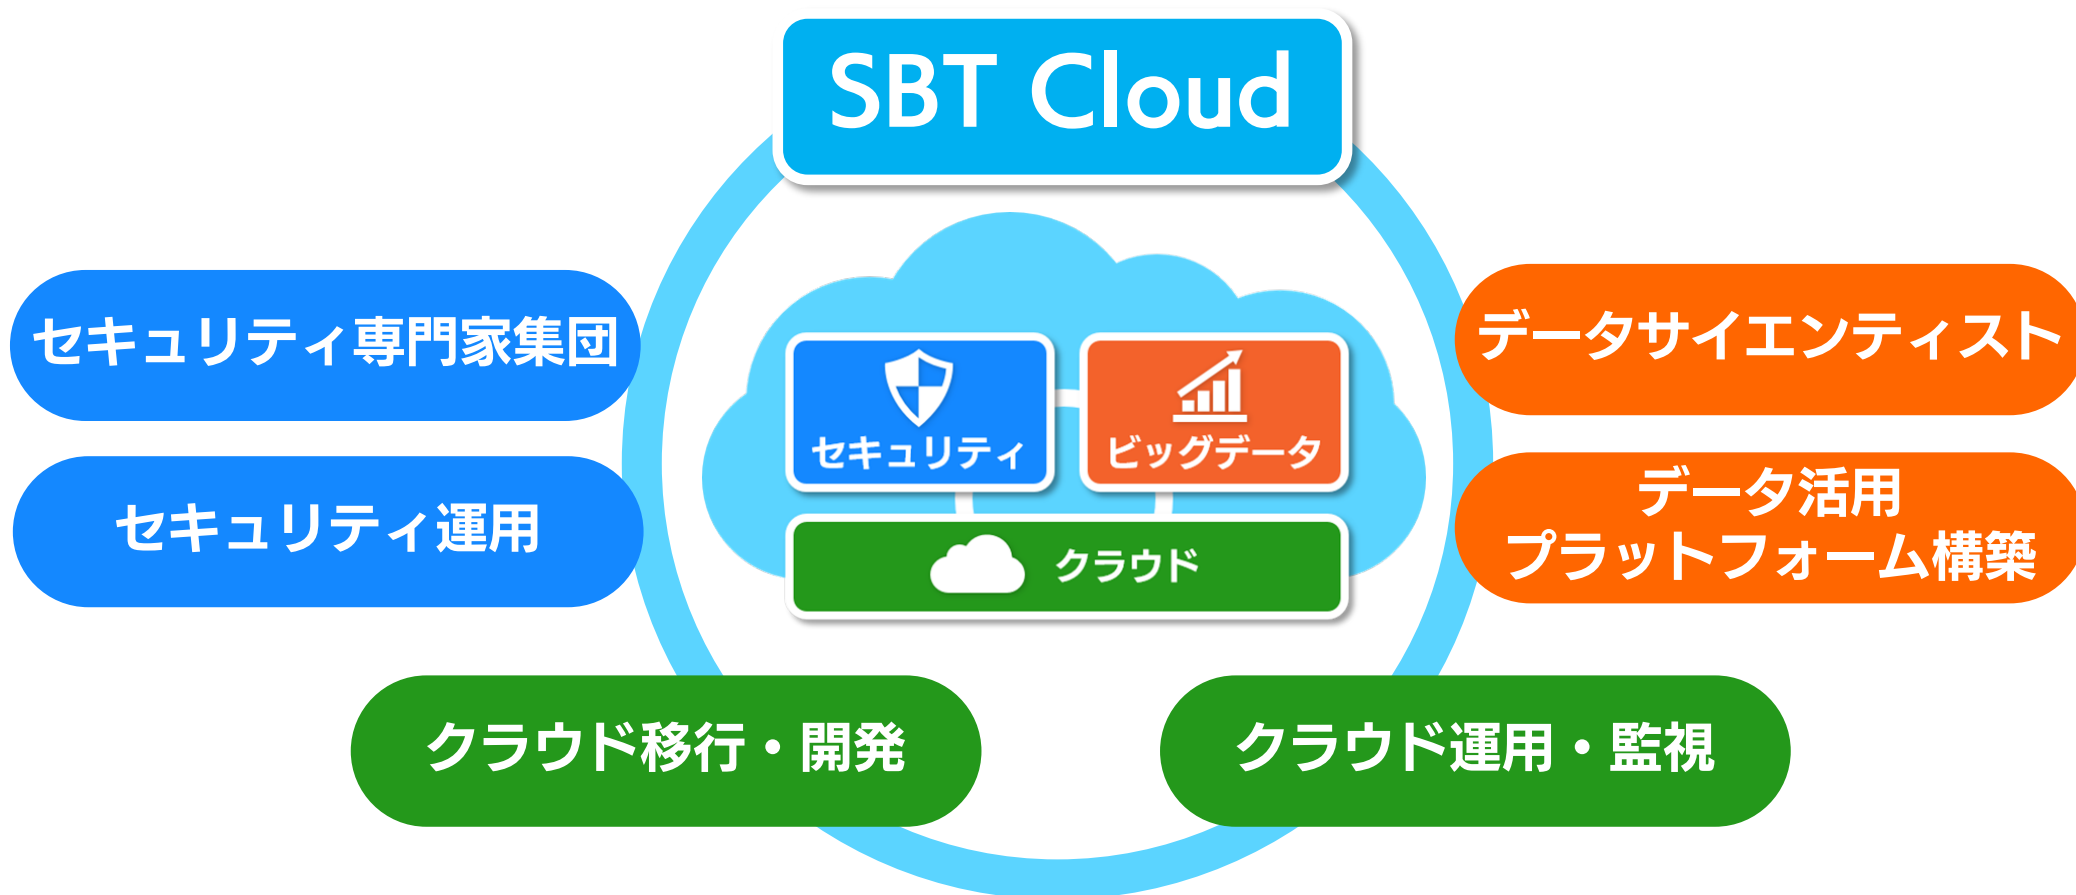 SBT Cloud
セキュリティ専門家集団
データサイエンティスト
セキュリティ
ビッグデータ
セキュリティ運用
データ活用
プラットフォーム構築
クラウド
クラウド移行・開発
クラウド運用・監視